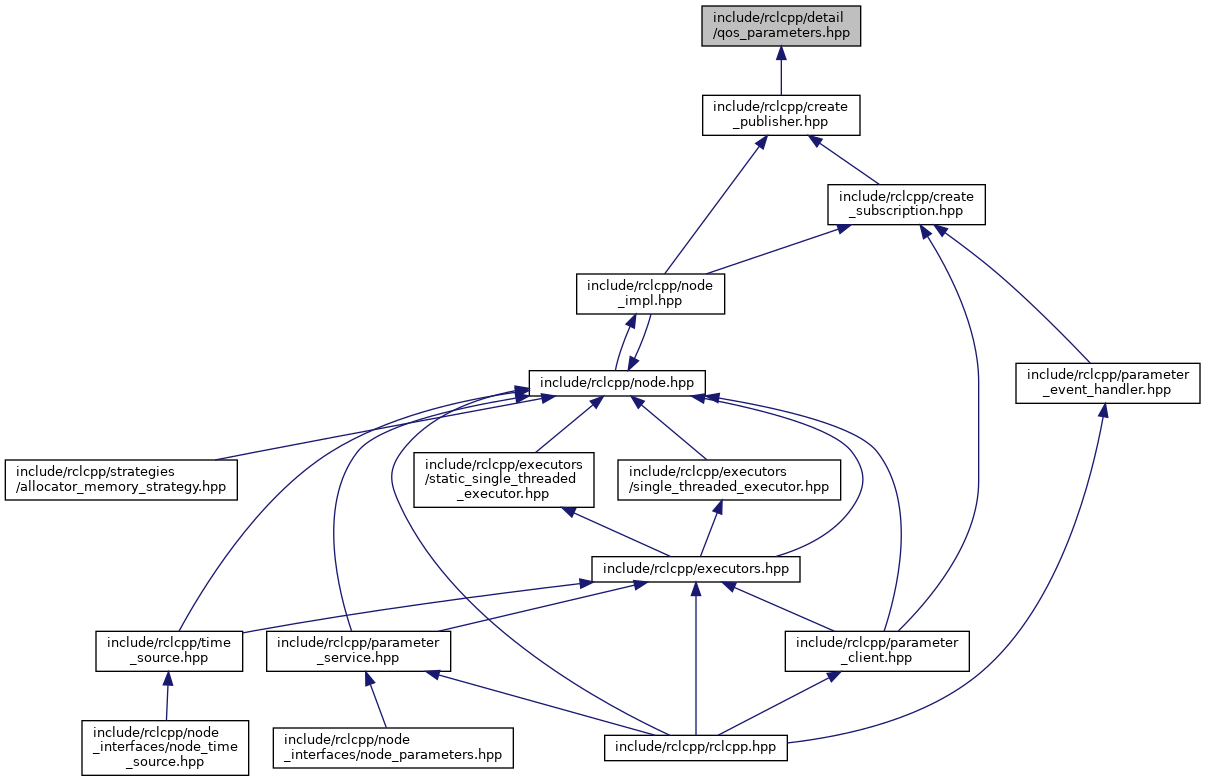 include/rclcpp/detail
/qos_parameters.hpp
include/rclcpp/create
_publisher.hpp
include/rclcpp/create
_subscription.hpp
include/rclcpp/node
_impl.hpp
include/rclcpp/parameter
_event_handler.hpp
include/rclcpp/node.hpp
include/rclcpp/strategies
/allocator_memory_strategy.hpp
include/rclcpp/executors
/static_single_threaded
_executor.hpp
include/rclcpp/executors
/single_threaded_executor.hpp
include/rclcpp/executors.hpp
include/rclcpp/time
_source.hpp
include/rclcpp/parameter
_service.hpp
include/rclcpp/parameter
_client.hpp
include/rclcpp/node
_interfaces/node_time
_source.hpp
include/rclcpp/node
_interfaces/node_parameters.hpp
include/rclcpp/rclcpp.hpp